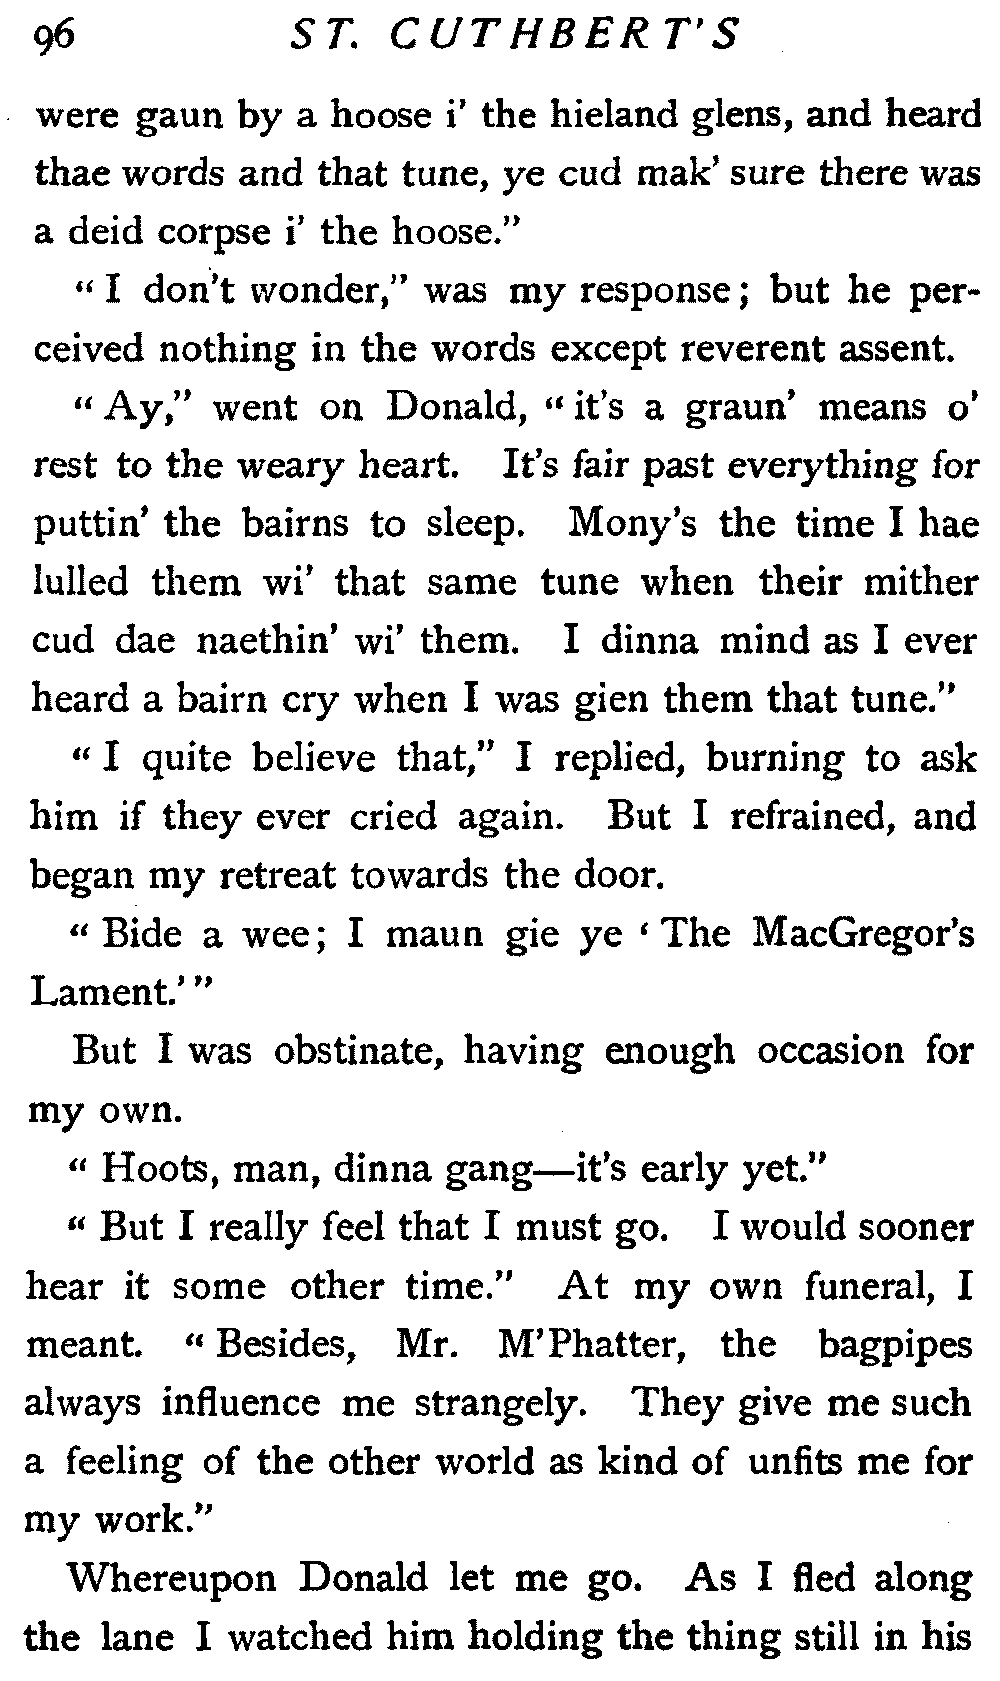 96 ST. CUTHBERT'S
were gaun by a hoose i' the hieland glens, and heard
thae words and that tune, ye cud mak' sure there was
a deid corpse i' the hoose."
"I don't wonder," was my response; but he per-
ceived nothing in the words except reverent assent.
"Ay," went on Donald, "it's a graun' means o'
rest to the weary heart. It's fair past everything for
puttin' the bairns to sleep. Mony's the time I hae
lulled them wi' that same tune when their mither
cud dae naethin' wi' them. I dinna mind as I ever
heard a bairn cry when I was gien them that tune."
"I quite believe that," I replied, burning to ask
him if they ever cried again. But I refrained, and
began my retreat towards the door.
"Bide a wee; I maun gie ye 'The MacGregor's
Lament.'"
But I was obstinate, having enough occasion for
my own.
"Hoots, man, dinna gang—it's early yet."
"But I really feel that I must go. I would sooner
hear it some other time." At my own funeral, I
meant. "Besides, Mr. M'Phatter, the bagpipes
always influence me strangely. They give me such
a feeling of the other world as kind of unfits me for
my work."
Whereupon Donald let me go. As I fled along
the lane I watched him holding the thing still in his